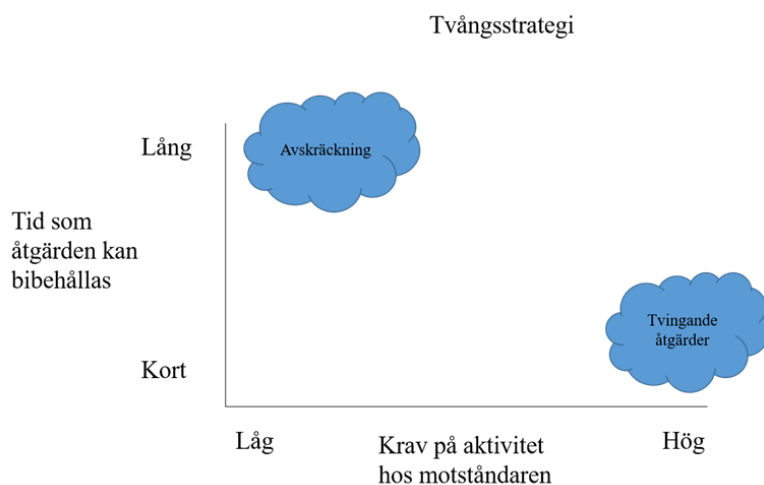 Tvångsstrategi
Lång
Avskräckning
Tid som
åtgärden kan
bibehållas
Tvingande
åtgärder
Kort
Låg
Krav på aktivitet
hos motståndaren
Hög